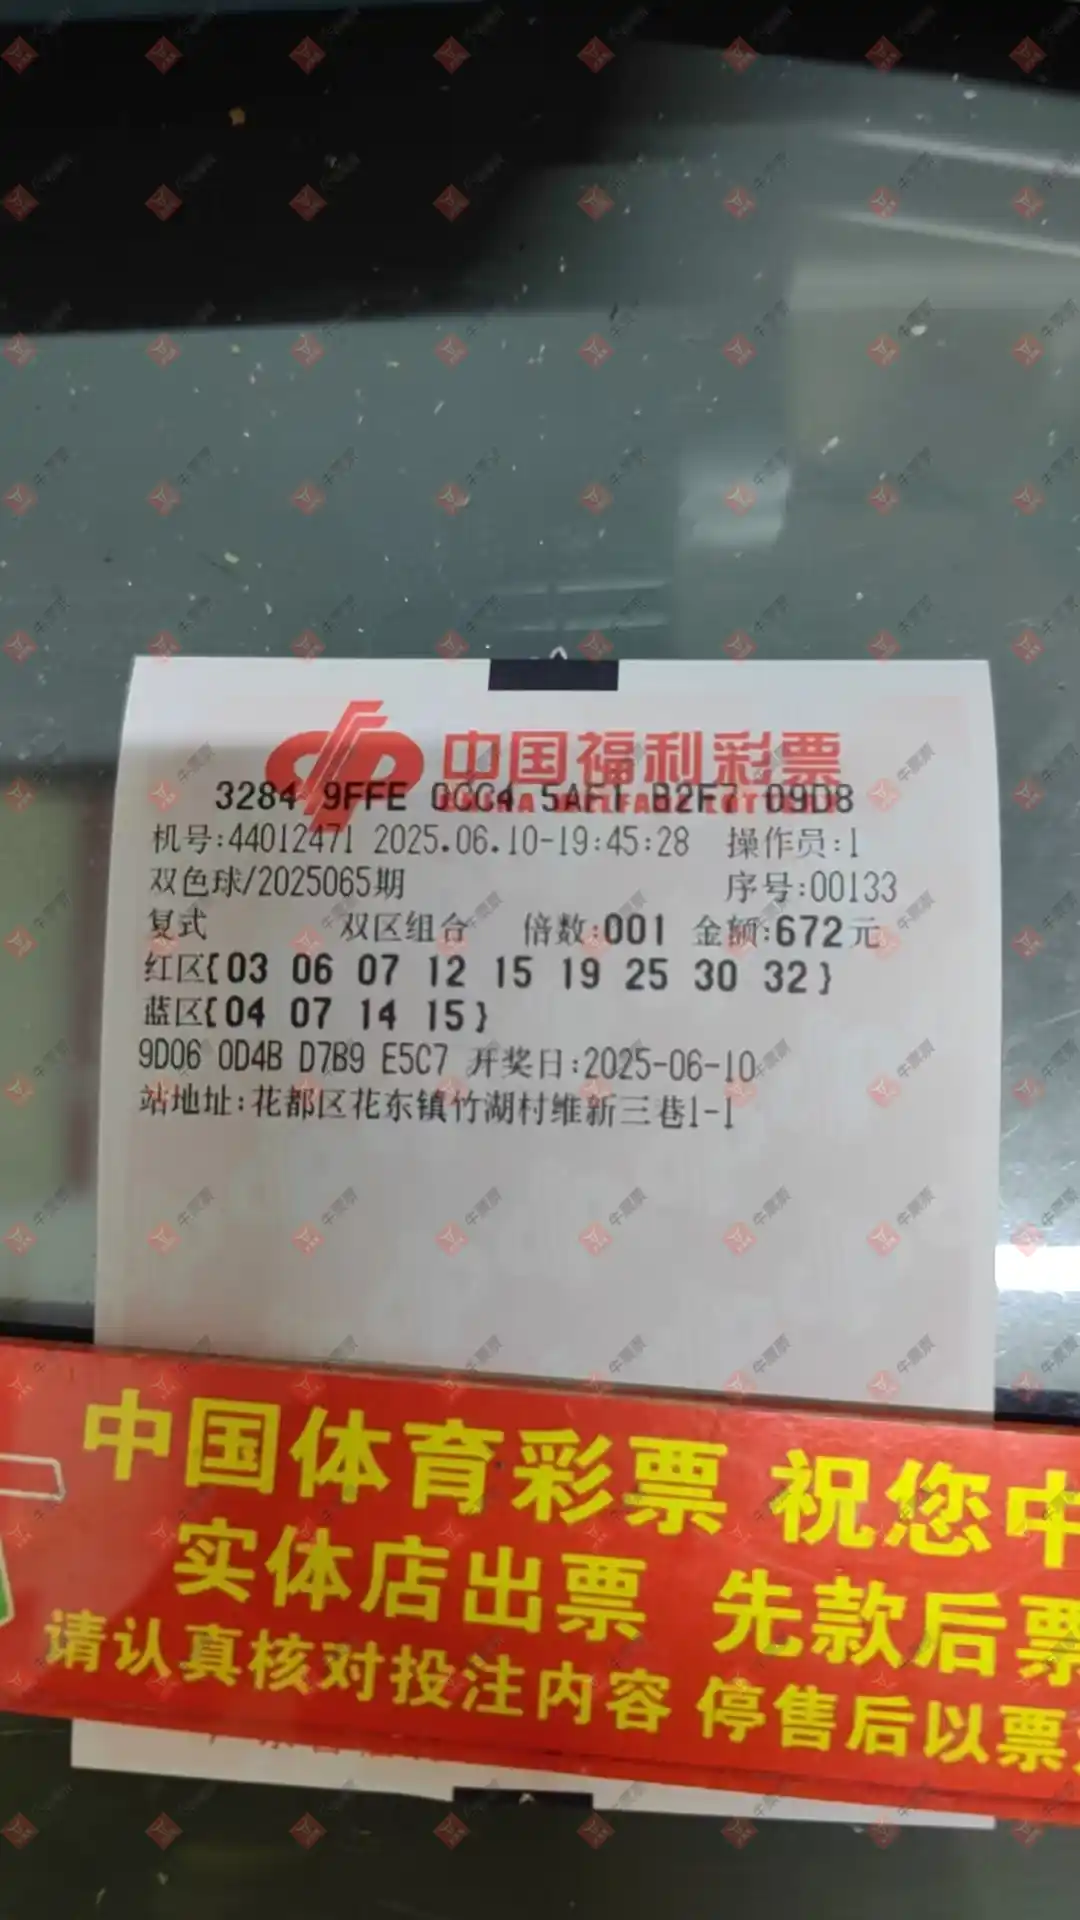 中国福利彩票
CHINA WELFARE LOTTERY
3284 9FFE 0CC4 5AF1 B2F7 09D8
机号:44012471 2025.06.10-19:45:28 操作员:1
双色球/2025065期 序号:00133
复式 双区组合 倍数:001 金额:672元
红区{03 06 07 12 15 19 25 30 32}
蓝区{04 07 14 15}
9D06 0D4B D7B9 E5C7 开奖日:2025-06-10
站地址:花都区花东镇竹湖村维新三巷1-1
中国体育彩票 祝您中
实体店出票 先款后票
请认真核对投注内容 停售后以票